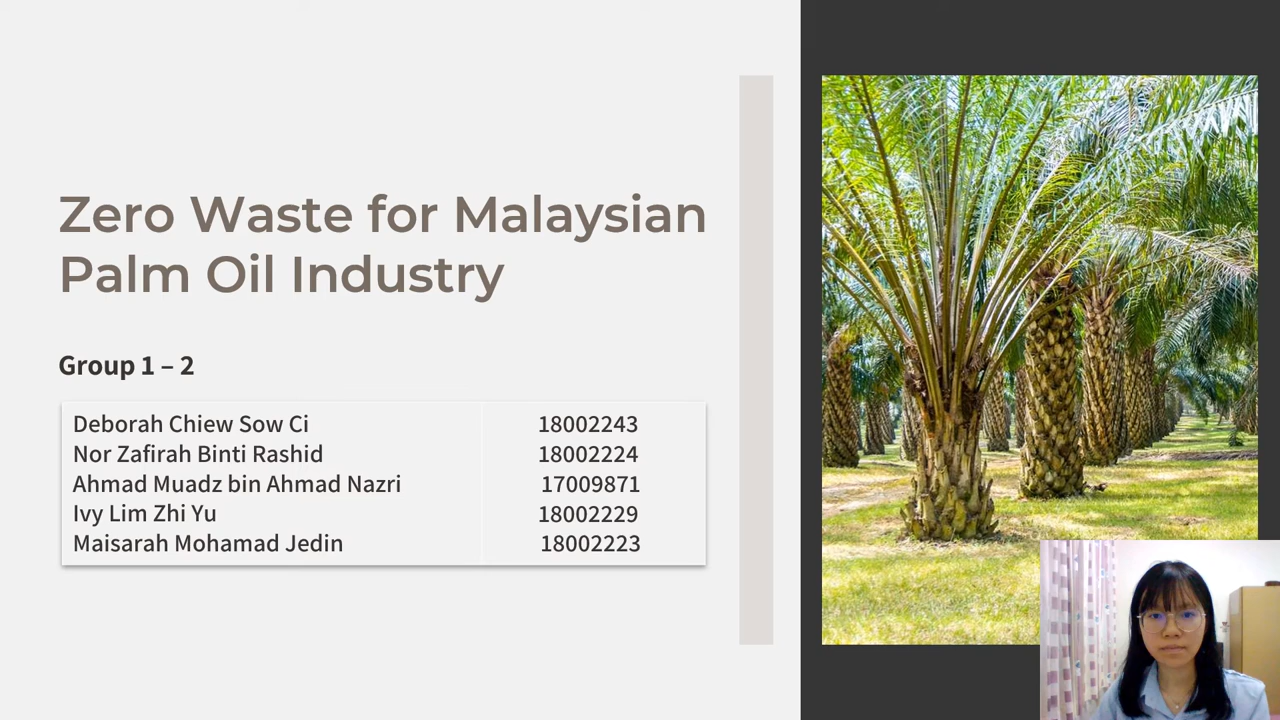 Zero Waste for Malaysian
Palm Oil Industry
Group 1 – 2
Deborah Chiew Sow Ci 18002243
Nor Zafirah Binti Rashid 18002224
Ahmad Muadz bin Ahmad Nazri 17009871
Ivy Lim Zhi Yu 18002229
Maisarah Mohamad Jedin 18002223